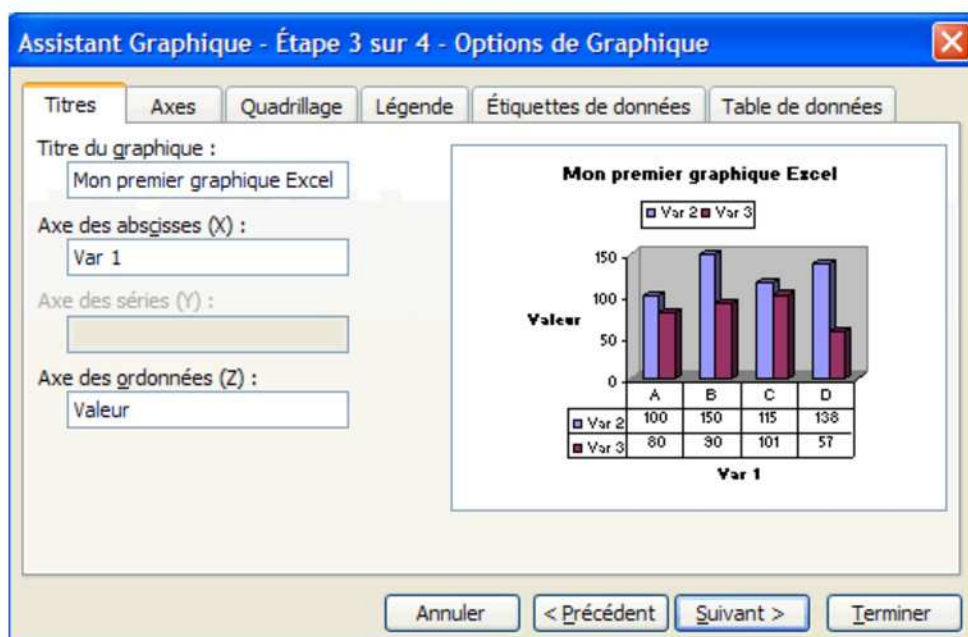 Assistant Graphique - Étape 3 sur 4 - Options de Graphique
Titres Axes Quadrillage Légende Étiquettes de données Table de données
Titre du graphique :
Mon premier graphique Excel
Axe des abscisses (X) :
Var 1
Axe des séries (Y) :
Axe des ordonnées (Z) :
Valeur
Mon premier graphique Excel
Var 2 Var 3
150
100
Valeur
50
0
A B C D
Var 2 100 150 115 138
Var 3 80 90 101 57
Var 1
Annuler < Précédent Suivant > Terminer